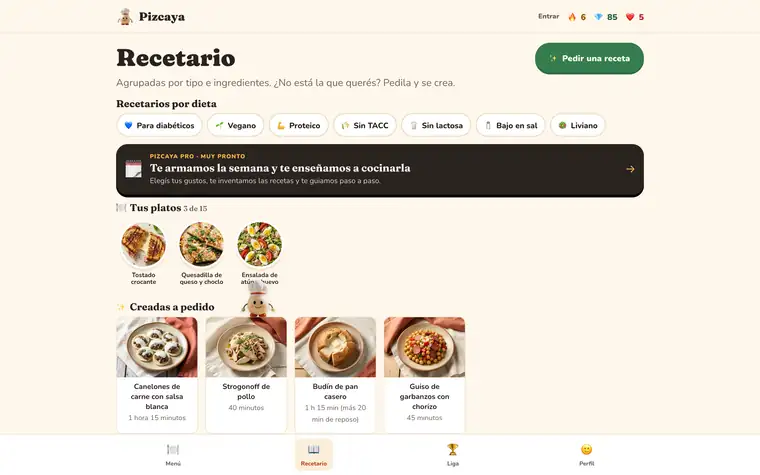 Pizcaya
Entrar 6 85 5
Recetario
Pedir una receta
Agrupadas por tipo e ingredientes. ¿No está la que querés? Pedila y se crea.
Recetarios por dieta
Para diabéticos Vegano Proteico Sin TACC Sin lactosa Bajo en sal Liviano
PIZCAYA PRO · MUY PRONTO
Te armamos la semana y te enseñamos a cocinarla
Elegís tus gustos, te inventamos las recetas y te guiamos paso a paso.
Tus platos 3 de 15
Tostado crocante
Quesadilla de queso y choclo
Ensalada de atún huevo
Creadas a pedido
Canelones de carne con salsa blanca
1 hora 15 minutos
Strogonoff de pollo
40 minutos
Budín de pan casero
1 h 15 min (más 20 min de reposo)
Guiso de garbanzos con chorizo
45 minutos
Menú Recetario Liga Perfil